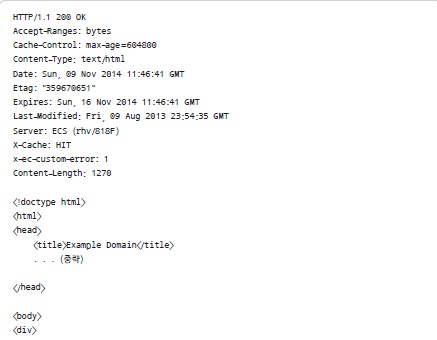 HTTP/1.1 200 OK
Accept-Ranges: bytes
Cache-Control: max-age=604800
Content-Type: text/html
Date: Sun, 09 Nov 2014 11:46:41 GMT
Etag: "359670651"
Expires: Sun, 16 Nov 2014 11:46:41 GMT
Last-Modified: Fri, 09 Aug 2013 23:54:35 GMT
Server: ECS (rhv/818F)
X-Cache: HIT
x-ec-custom-error: 1
Content-Length: 1270

<!doctype html>
<html>
<head>
    <title>Example Domain</title>
    . . . (중략)

</head>

<body>
<div>